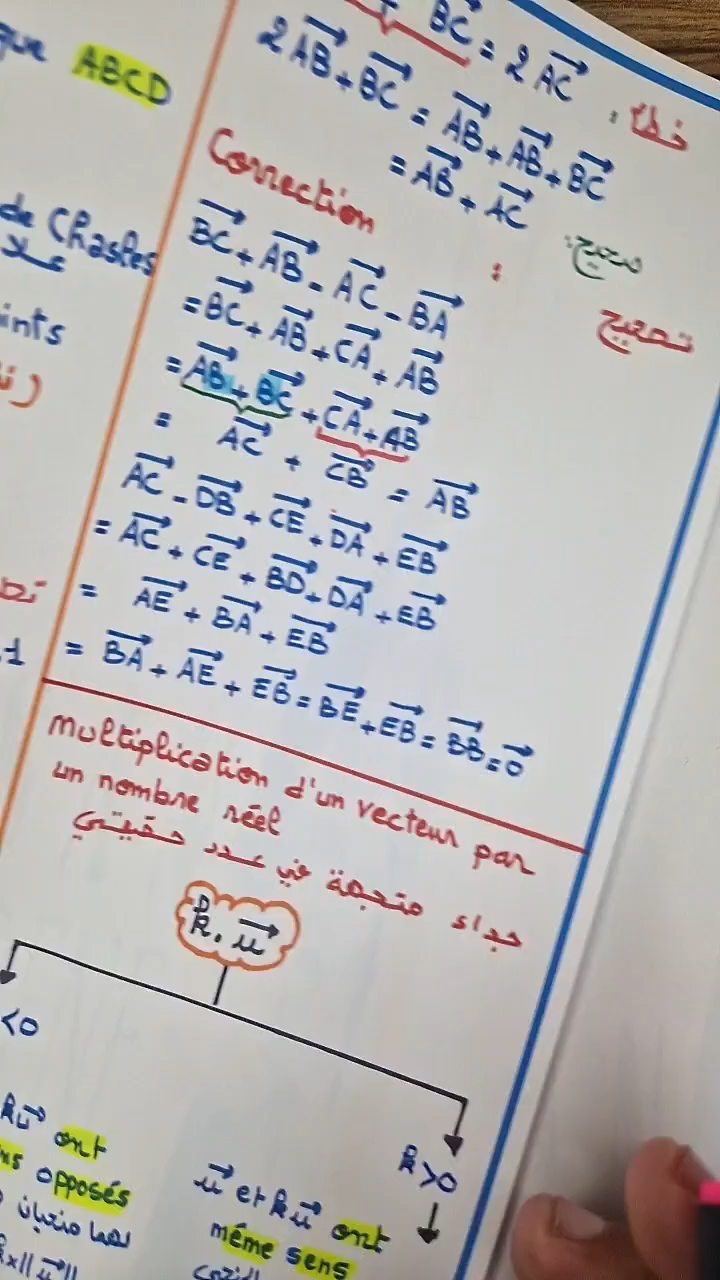 BC⃗ = 2AC⃗ : خطأ
2AB⃗ + BC⃗ = AB⃗ + AB⃗ + BC⃗
= AB⃗ + AC⃗ صحيح:
que ABCD
Correction : تصحيح
de Chasles
BC⃗ + AB⃗ - AC⃗ - BA⃗
= BC⃗ + AB⃗ + CA⃗ + AB⃗
= AB⃗ + BC⃗ + CA⃗ + AB⃗
= AC⃗ + CB⃗ = AB⃗
AC⃗ - DB⃗ + CE⃗ + DA⃗ + EB⃗
= AC⃗ + CE⃗ + BD⃗ + DA⃗ + EB⃗
= AE⃗ + BA⃗ + EB⃗
= BA⃗ + AE⃗ + EB⃗ = BE⃗ + EB⃗ = BB⃗ = 0⃗
Multiplication d'un vecteur par
un nombre réel
جداء متجهة في عدد حقيقي
k.u⃗
<0
k>0
ku⃗ ont
opposés
u⃗ et ku⃗ ont
même sens